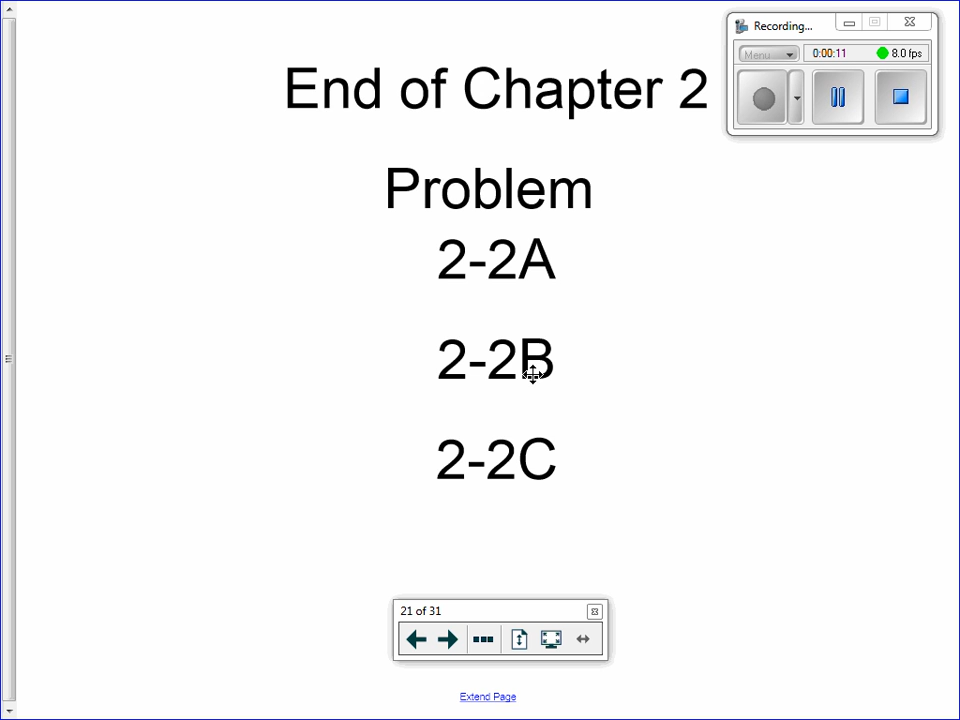 Recording...
Menu
0:00:11
8.0 fps
End of Chapter 2
Problem
2-2A
2-2B
2-2C
21 of 31
Extend Page